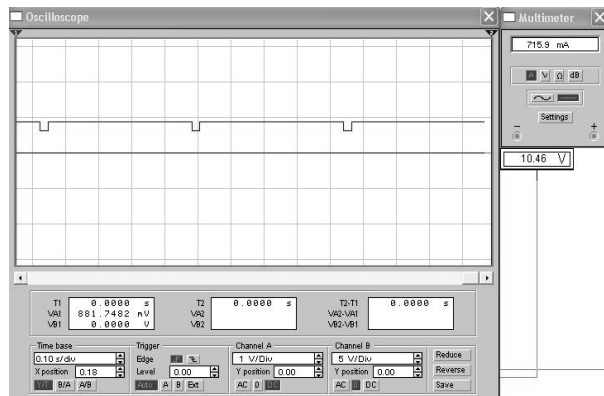 Oscilloscope
Multimeter
715.9 mA
A V Ω dB
Settings
− +
10.46 V
T1 0.0000 s
VA1 881.7482 mV
VB1 0.0000 V
T2 0.0000 s
VA2
VB2
T2-T1 0.0000 s
VA2-VA1
VB2-VB1
Time base
0.10 s/div
X position 0.18
Y/T B/A A/B
Trigger
Edge
Level 0.00
Auto A B Ext
Channel A
1 V/Div
Y position 0.00
AC 0 DC
Channel B
5 V/Div
Y position 0.00
AC 0 DC
Reduce
Reverse
Save